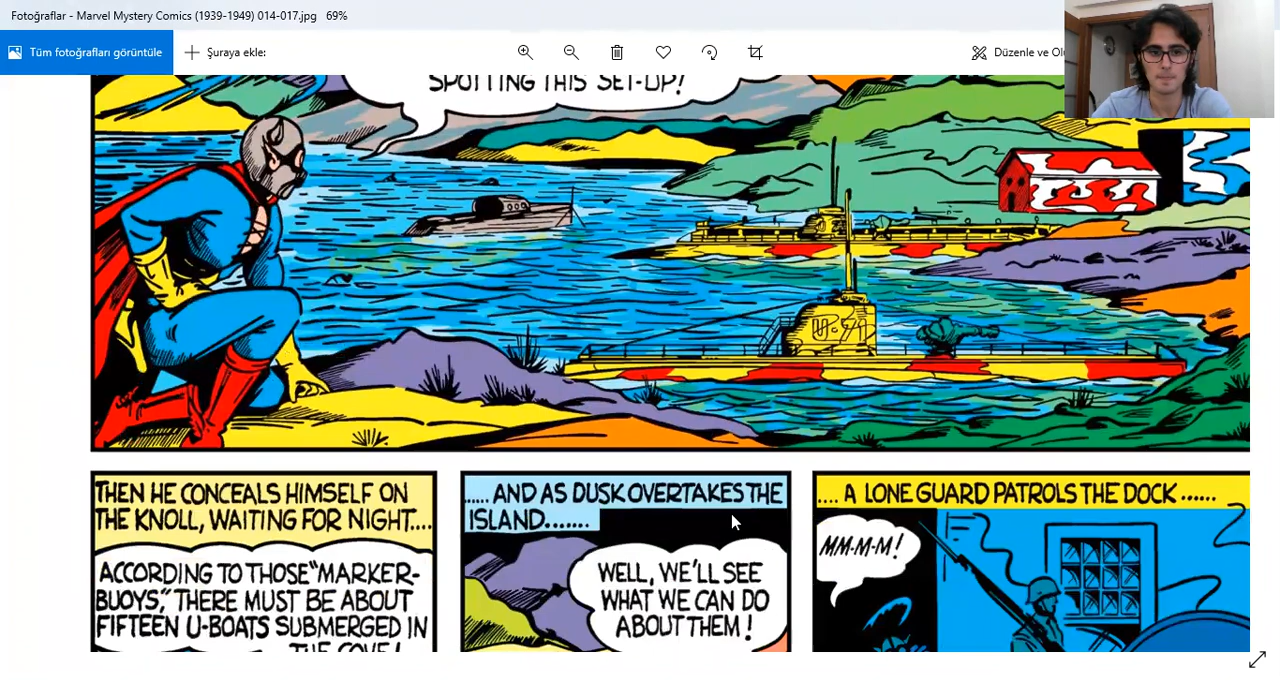 Fotoğraflar - Marvel Mystery Comics (1939-1949) 014-017.jpg 69%
Tüm fotoğrafları görüntüle
Şuraya ekle:
Düzenle ve
SPOTTING THIS SET-UP!
THEN HE CONCEALS HIMSELF ON
THE KNOLL, WAITING FOR NIGHT....
ACCORDING TO THOSE "MARKER-
BUOYS," THERE MUST BE ABOUT
FIFTEEN U-BOATS SUBMERGED IN
THE COVE!
...... AND AS DUSK OVERTAKES THE
ISLAND.......
WELL, WE'LL SEE
WHAT WE CAN DO
ABOUT THEM!
.... A LONE GUARD PATROLS THE DOCK ......
MM-M-M!